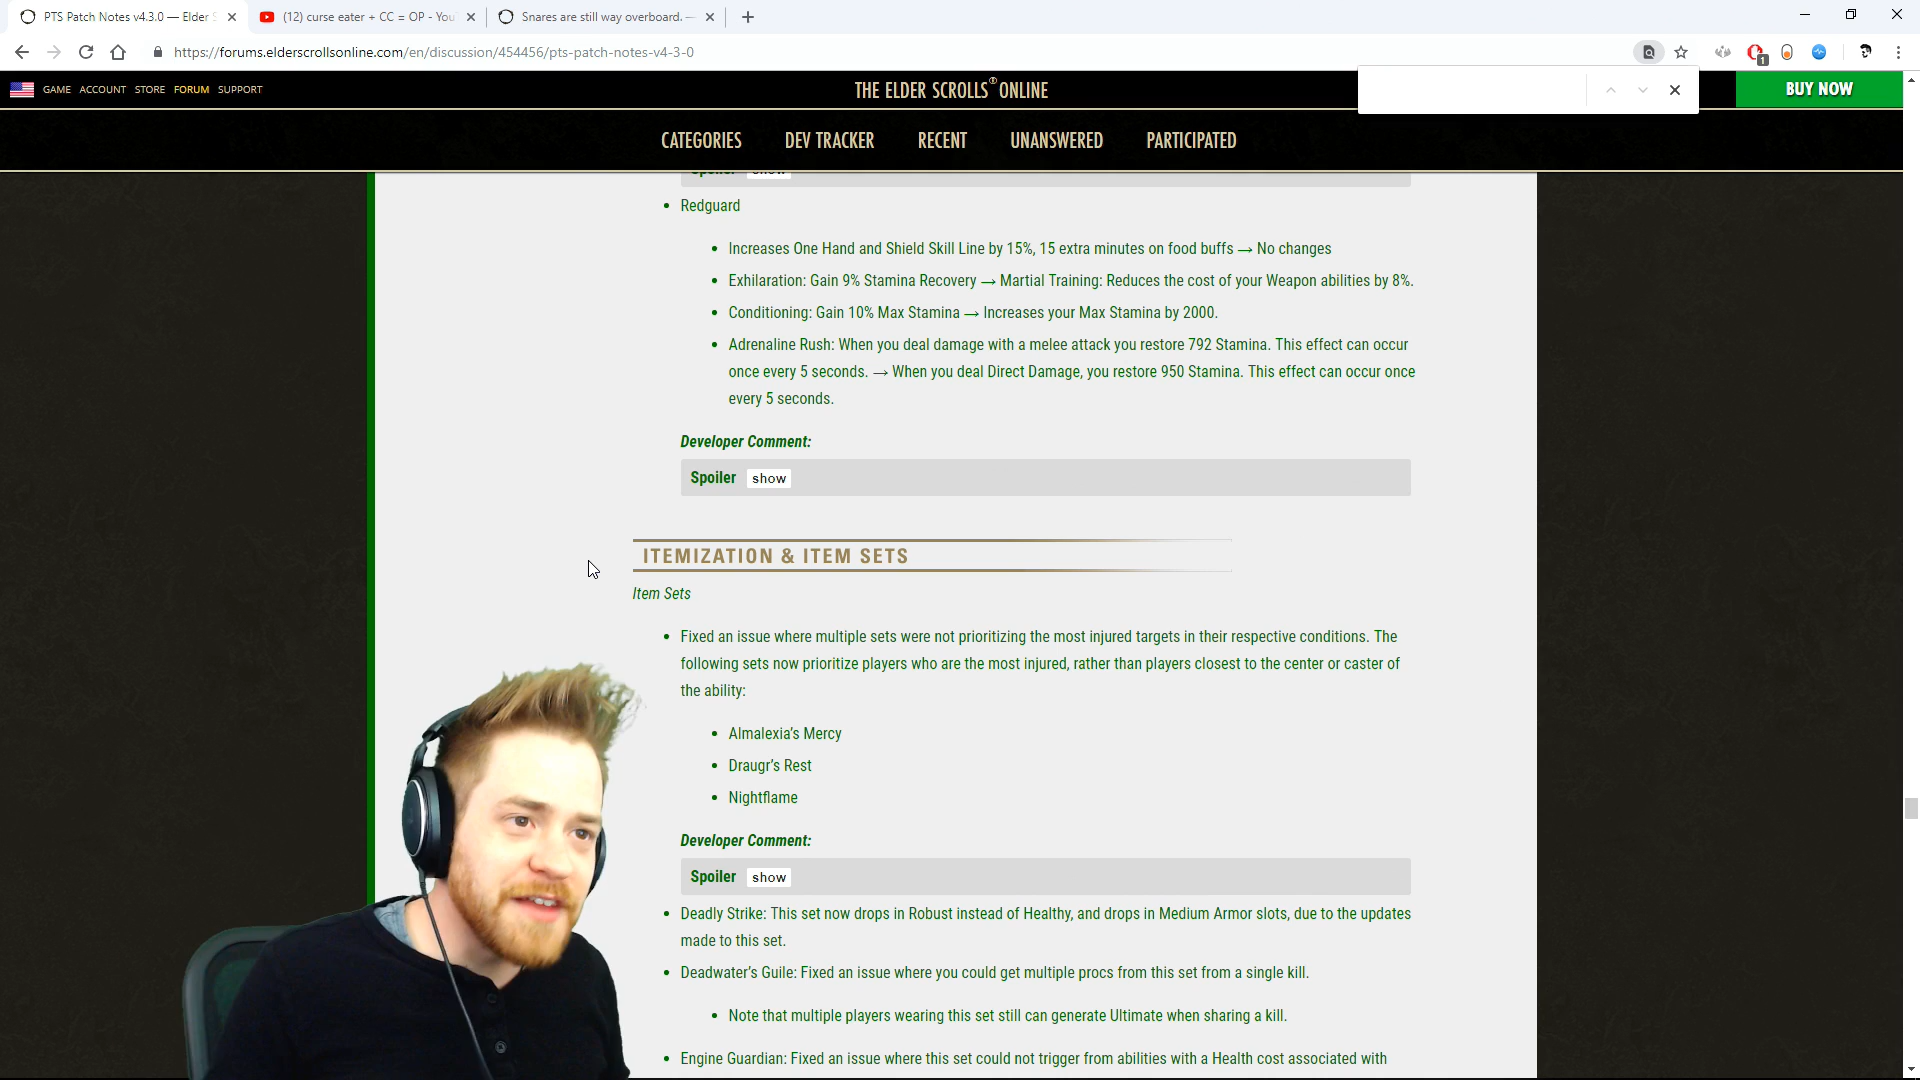 PTS Patch Notes v4.3.0 — Elder S
(12) curse eater + CC = OP - You
Snares are still way overboard. —
https://forums.elderscrollsonline.com/en/discussion/454456/pts-patch-notes-v4-3-0
1
GAME ACCOUNT STORE FORUM SUPPORT
THE ELDER SCROLLS ONLINE
BUY NOW
CATEGORIES DEV TRACKER RECENT UNANSWERED PARTICIPATED
Spoiler show
• Redguard
• Increases One Hand and Shield Skill Line by 15%, 15 extra minutes on food buffs → No changes
• Exhilaration: Gain 9% Stamina Recovery → Martial Training: Reduces the cost of your Weapon abilities by 8%.
• Conditioning: Gain 10% Max Stamina → Increases your Max Stamina by 2000.
• Adrenaline Rush: When you deal damage with a melee attack you restore 792 Stamina. This effect can occur
once every 5 seconds. → When you deal Direct Damage, you restore 950 Stamina. This effect can occur once
every 5 seconds.
Developer Comment:
Spoiler show
ITEMIZATION & ITEM SETS
Item Sets
• Fixed an issue where multiple sets were not prioritizing the most injured targets in their respective conditions. The
following sets now prioritize players who are the most injured, rather than players closest to the center or caster of
the ability:
• Almalexia's Mercy
• Draugr's Rest
• Nightflame
Developer Comment:
Spoiler show
• Deadly Strike: This set now drops in Robust instead of Healthy, and drops in Medium Armor slots, due to the updates
made to this set.
• Deadwater's Guile: Fixed an issue where you could get multiple procs from this set from a single kill.
• Note that multiple players wearing this set still can generate Ultimate when sharing a kill.
• Engine Guardian: Fixed an issue where this set could not trigger from abilities with a Health cost associated with